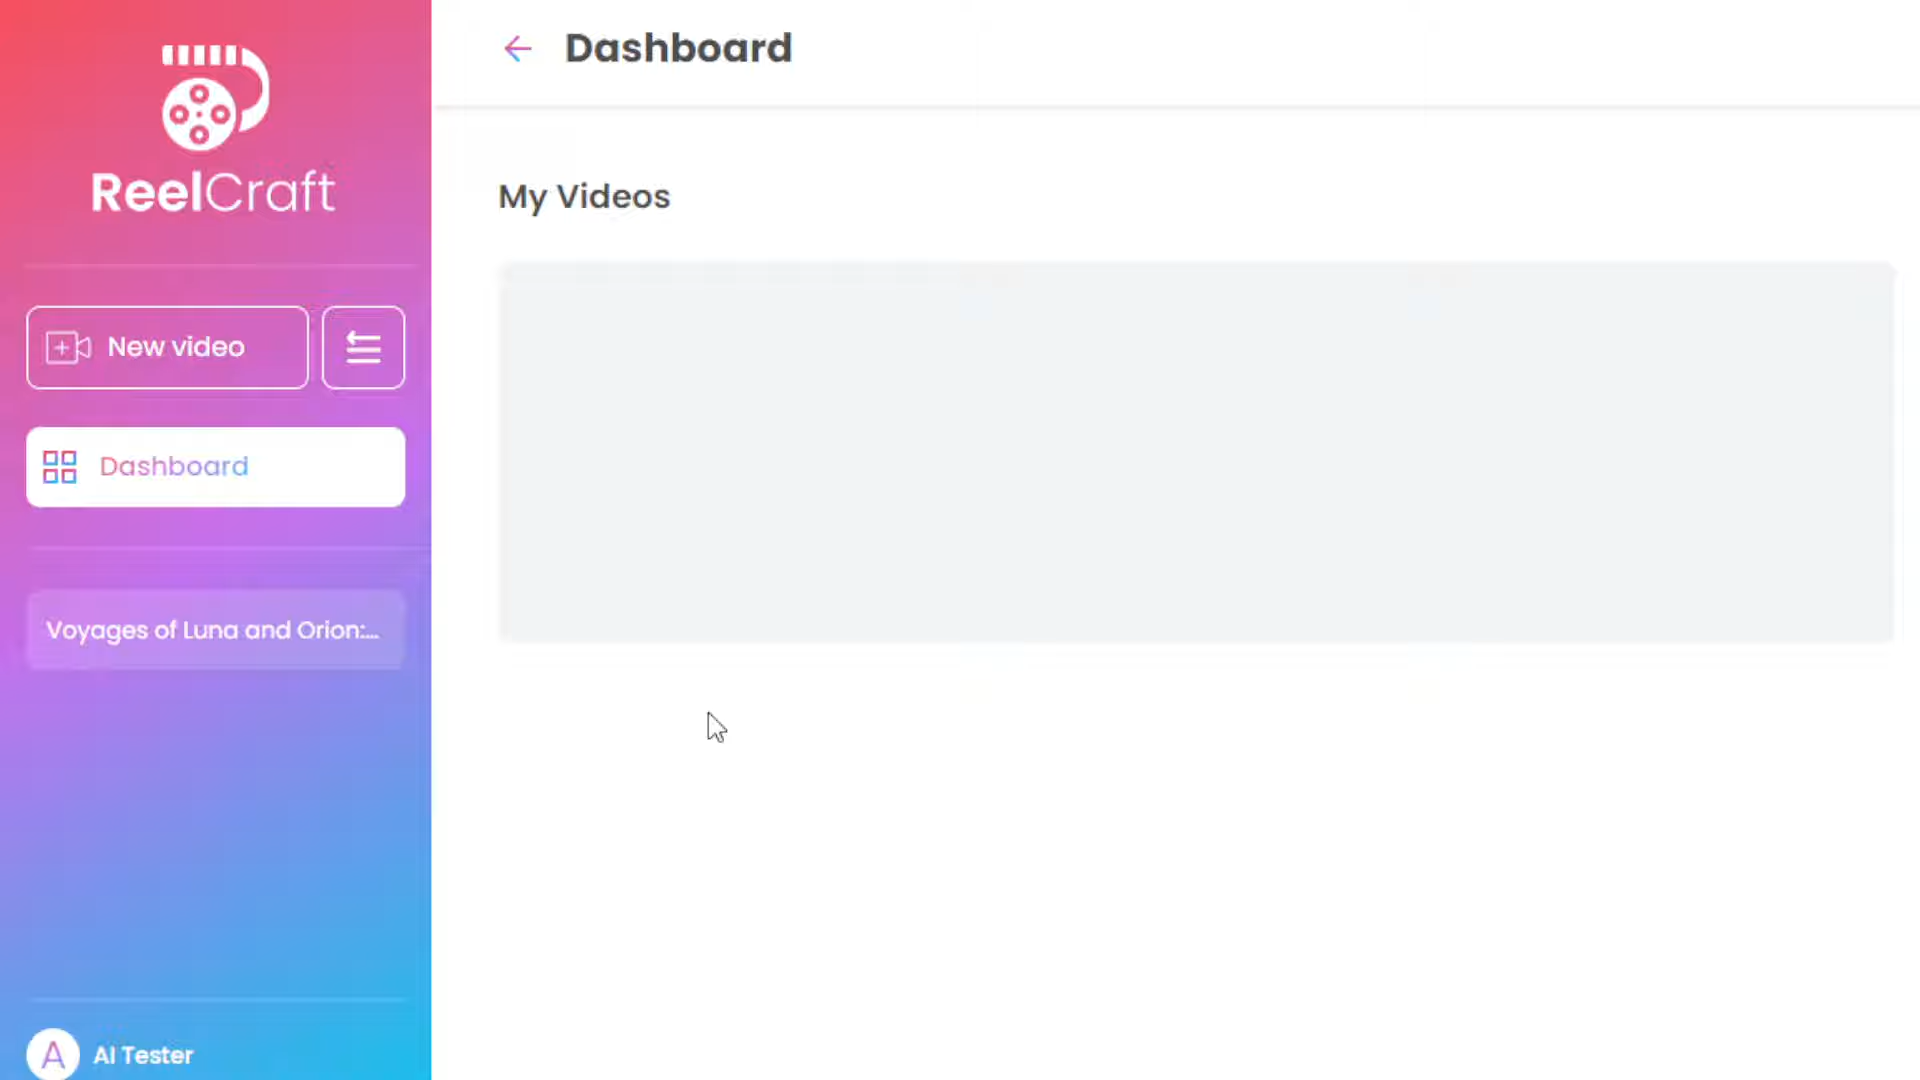 ReelCraft
New video
Dashboard
Voyages of Luna and Orion:...
A
AI Tester
Dashboard
My Videos